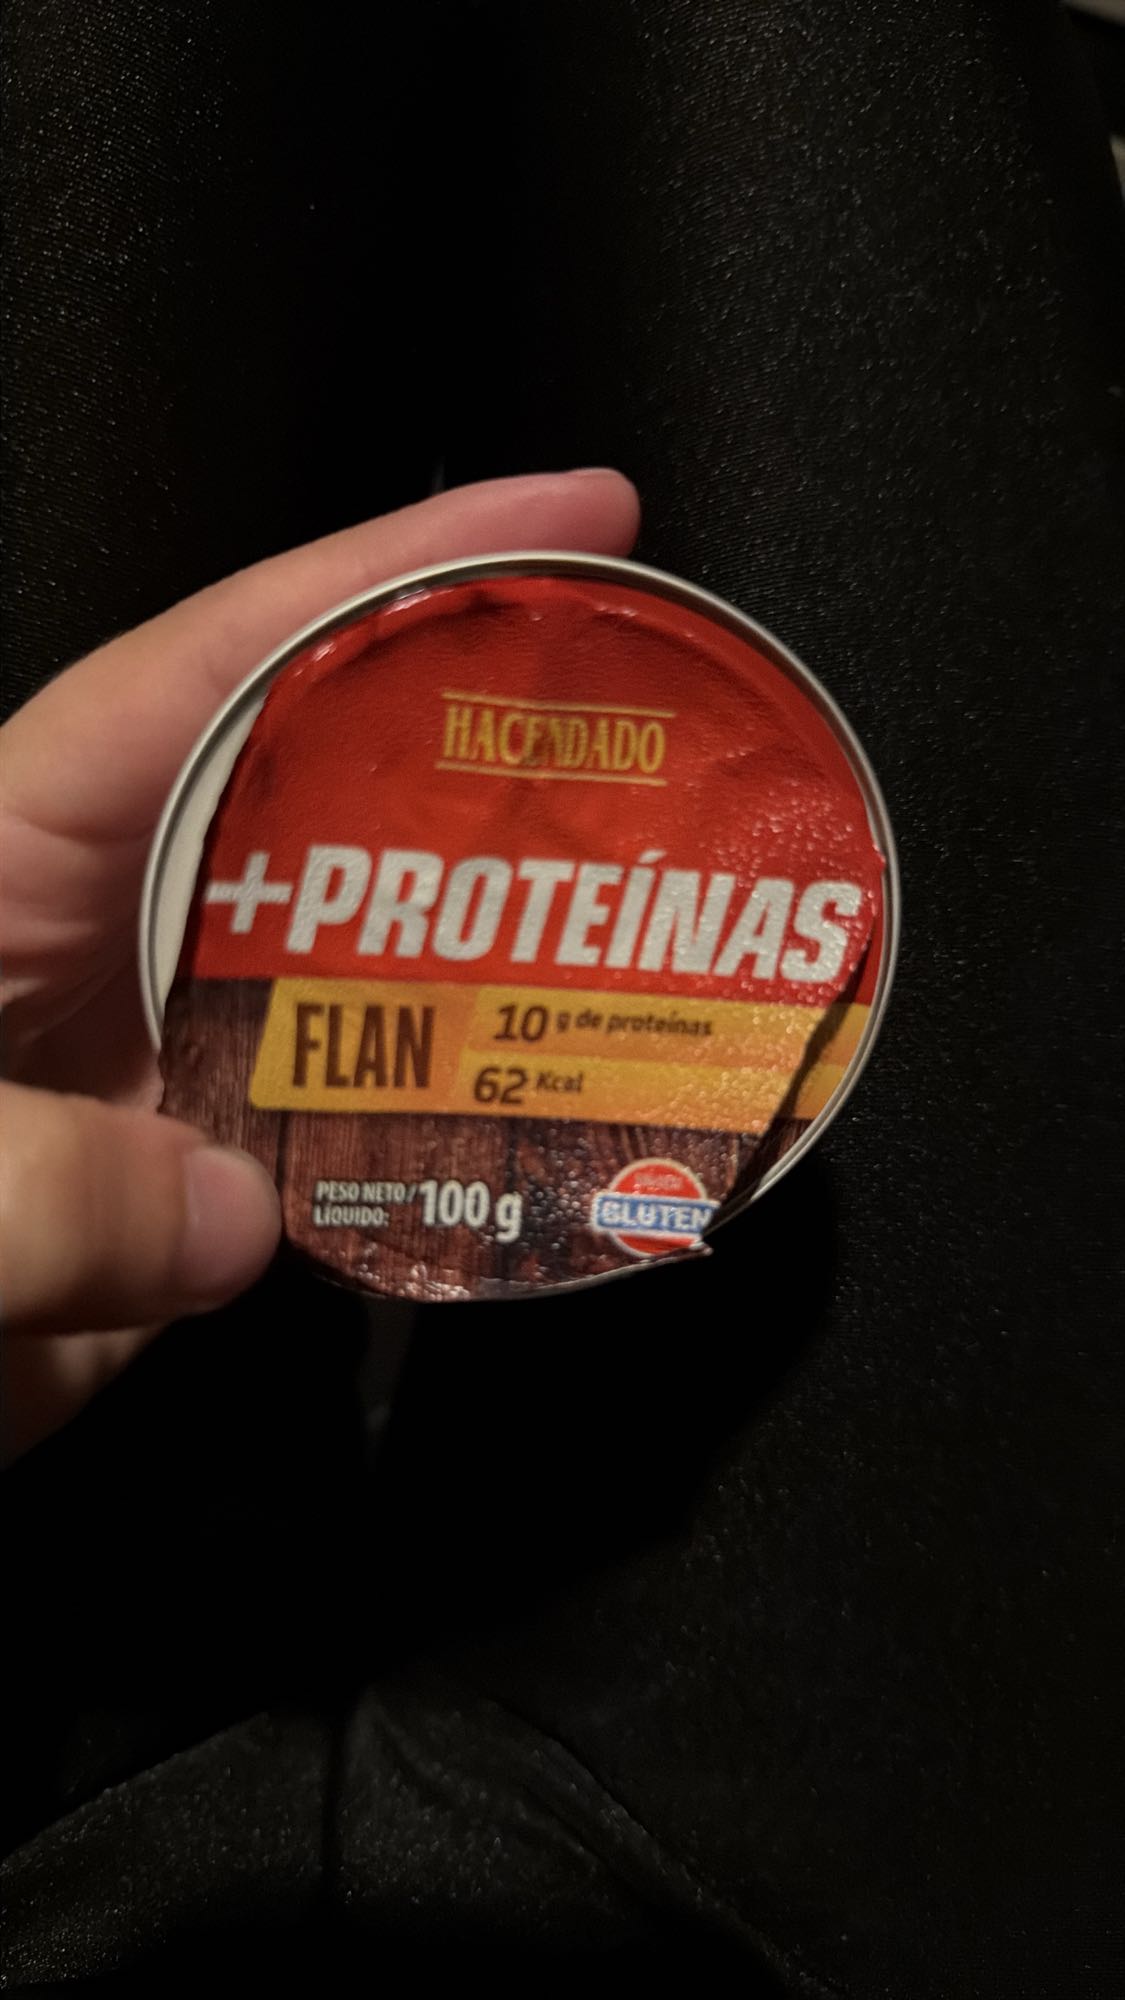 HACENDADO
+PROTEÍNAS
FLAN
10 g de proteínas
62 Kcal
PESO NETO/
LÍQUIDO: 100 g
GLUTEN